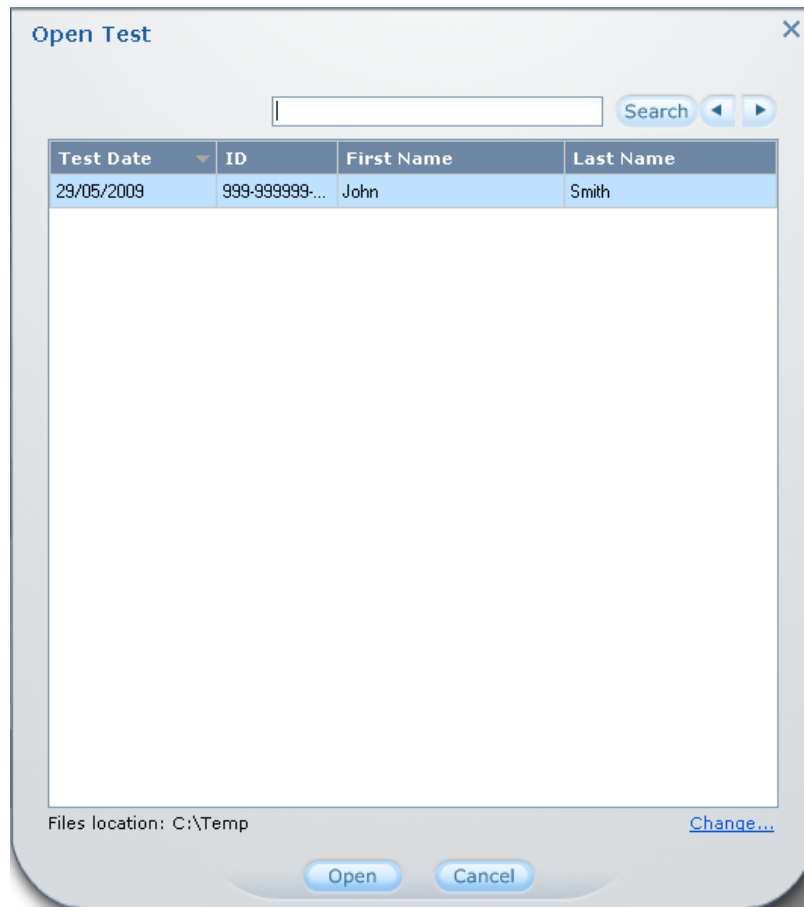 Open Test
Search
Test Date ID First Name Last Name
29/05/2009 999-999999-... John Smith
Files location: C:\Temp Change...
Open Cancel